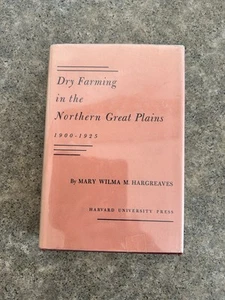 Dry Farming
in the
Northern Great Plains
1900-1925
By MARY WILMA M HARGREAVES
HARVARD UNIVERSITY PRESS